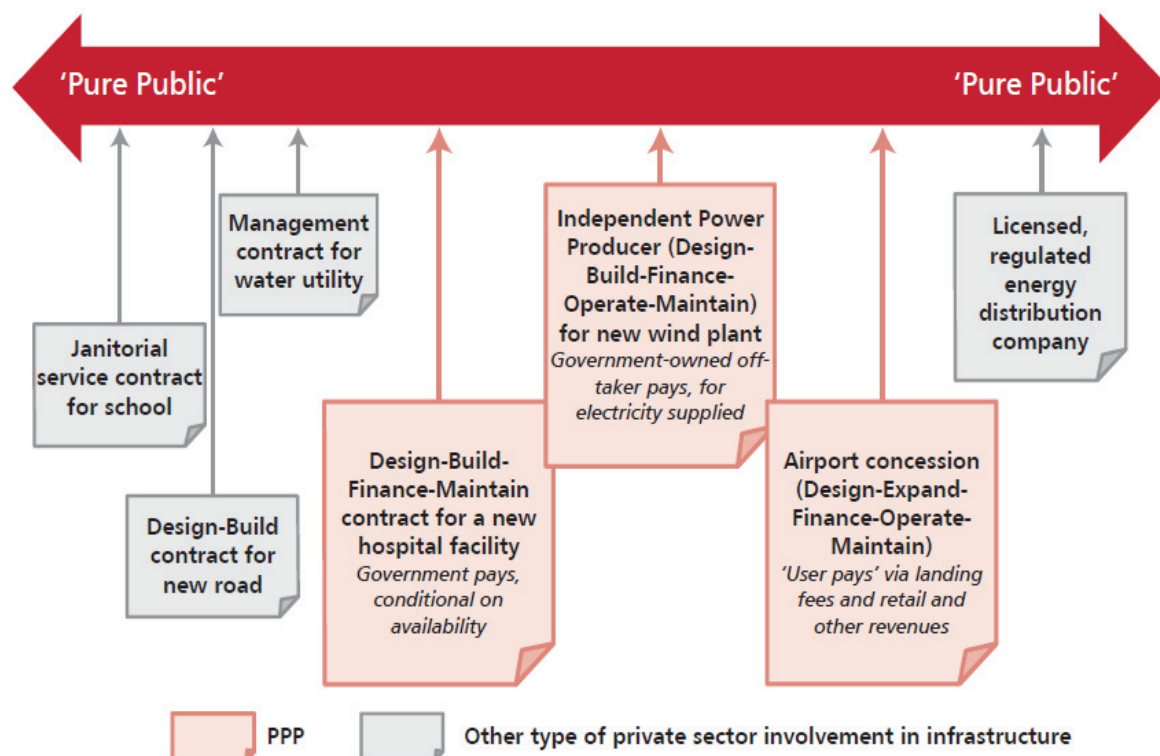 ‘Pure Public’
‘Pure Public’
Janitorial
service contract
for school
Design-Build
contract for
new road
Management
contract for
water utility
Design-Build-
Finance-Maintain
contract for a new
hospital facility
Government pays,
conditional on
availability
Independent Power
Producer (Design-
Build-Finance-
Operate-Maintain)
for new wind plant
Government-owned off-
taker pays, for
electricity supplied
Airport concession
(Design-Expand-
Finance-Operate-
Maintain)
‘User pays’ via landing
fees and retail and
other revenues
Licensed,
regulated
energy
distribution
company
PPP
Other type of private sector involvement in infrastructure